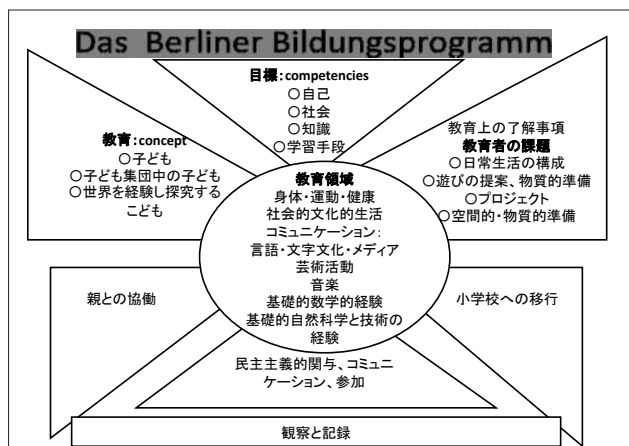 Das Berliner Bildungsprogramm
目標:competencies
○自己
○社会
○知識
○学習手段
教育:concept
○子ども
○子ども集団中の子ども
○世界を経験し探究する
こども
教育上の了解事項
教育者の課題
○日常生活の構成
○遊びの提案、物質的準備
○プロジェクト
○空間的・物質的準備
教育領域
身体・運動・健康
社会的文化的生活
コミュニケーション:
言語・文字文化・メディア
芸術活動
音楽
基礎的数学的経験
基礎的自然科学と技術の
経験
親との協働
小学校への移行
民主主義的関与、コミュニ
ケーション、参加
観察と記録